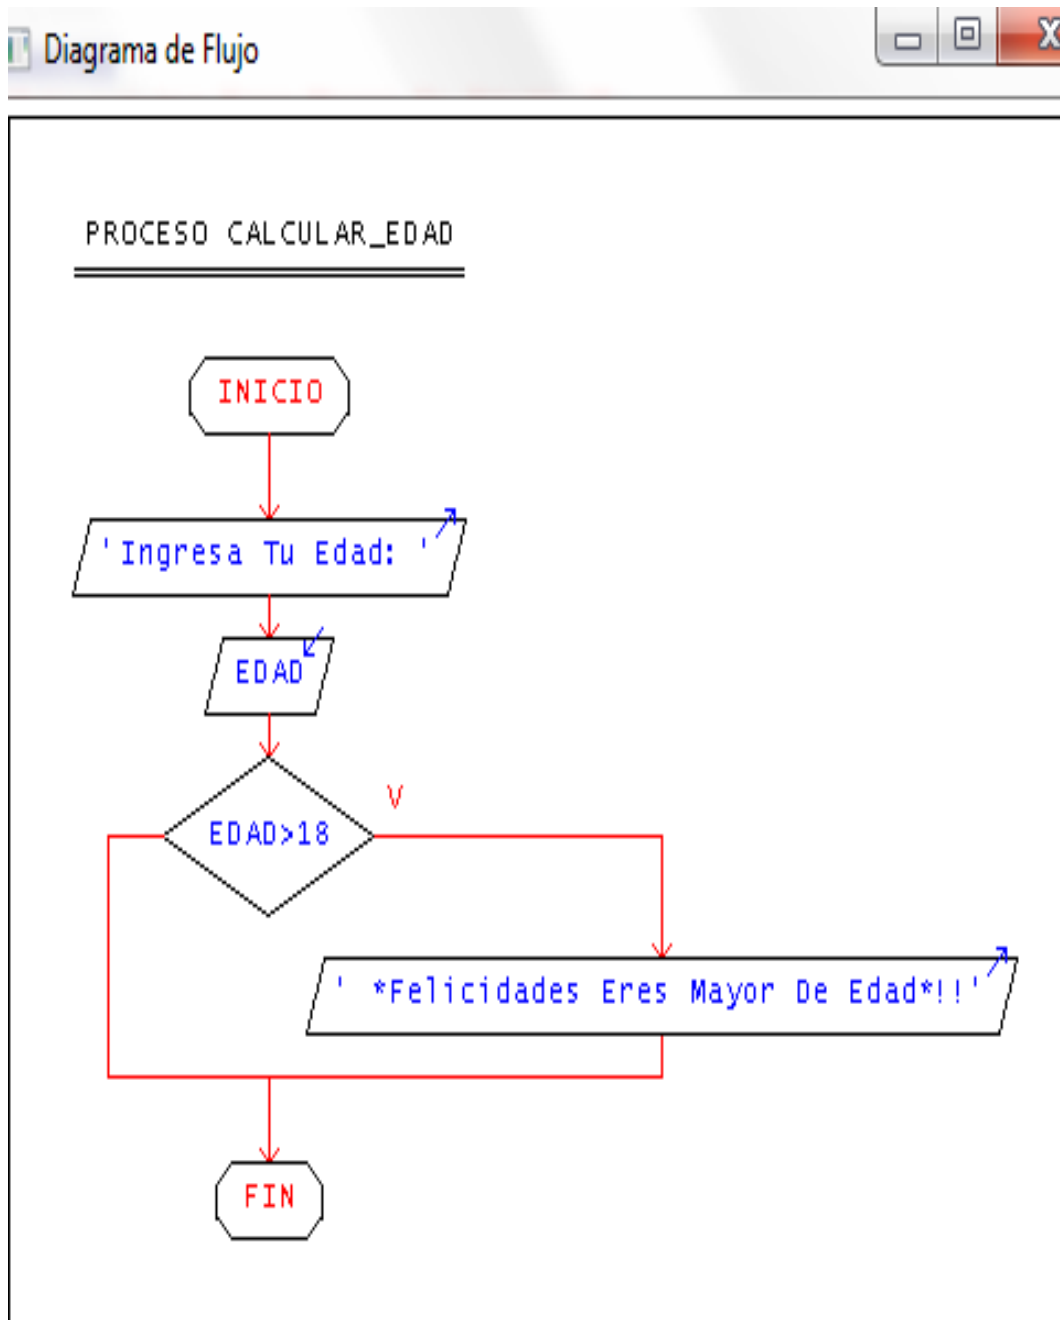 Diagrama de Flujo
PROCESO CALCULAR_EDAD
INICIO
'Ingresa Tu Edad: '
EDAD
EDAD>18
V
' *Felicidades Eres Mayor De Edad*!!'
FIN